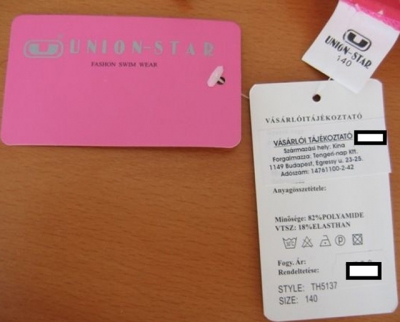 UNION-STAR
FASHION SWIM WEAR
UNION-STAR
140
VÁSÁRLÓITÁJÉKOZTATÓ
VÁSÁRLÓI TÁJÉKOZTATÓ
Származási hely: Kína
Forgalmazza: Tengeri-nap Kft.
1149 Budapest, Egressy u. 23-25.
Adószám: 14761100-2-42
Anyagösszetétele:
Minősége: 82%POLYAMIDE
VTSZ: 18%ELASTHAN
Fogy. Ár:
Rendeltetése:
STYLE: TH5137
SIZE: 140